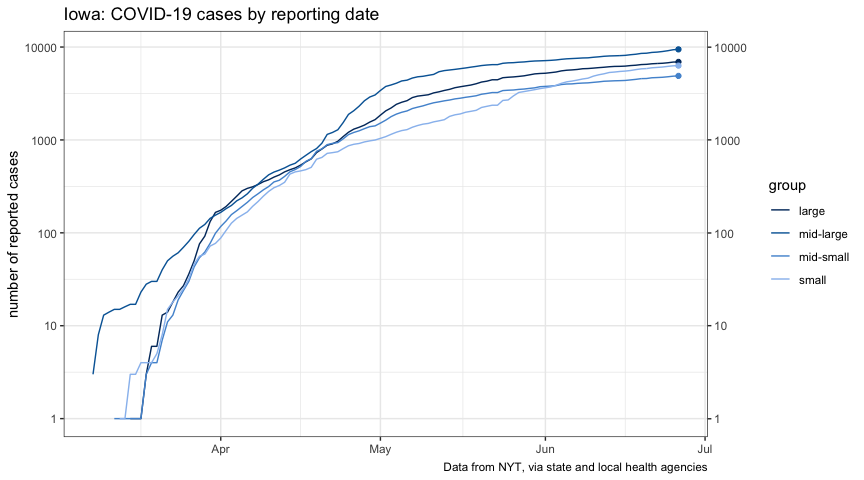 Iowa: COVID-19 cases by reporting date
number of reported cases
10000
1000
100
10
1
10000
1000
100
10
1
Apr
May
Jun
Jul
group
large
mid-large
mid-small
small
Data from NYT, via state and local health agencies